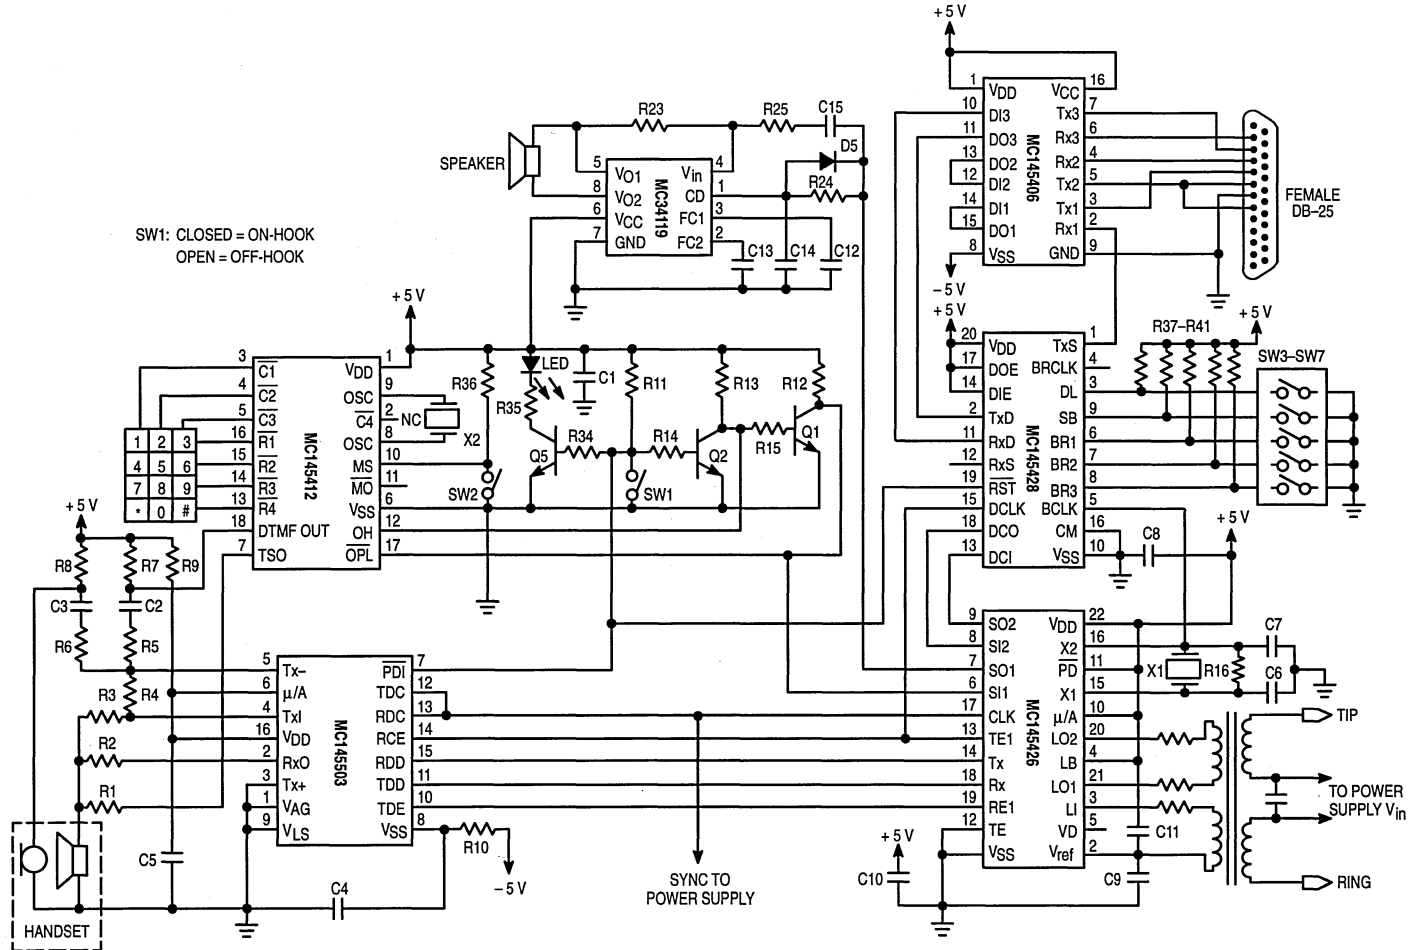 + 5 V
R23
R25
C15
D5
R24
SPEAKER
5 VO1
8 VO2
6 VCC
7 GND
MC34119
Vin 4
CD 1
FC1 3
FC2 2
C13
C14
C12
SW1: CLOSED = ON-HOOK
OPEN = OFF-HOOK
1 VDD
10 DI3
11 DO3
13 DO2
12 DI2
14 DI1
15 DO1
8 VSS
MC145406
VCC 16
Tx3 7
Rx3 6
Rx2 4
Tx2 5
Tx1 3
Rx1 2
GND 9
FEMALE
DB–25
– 5 V
+ 5 V
+ 5 V
3 C1
4 C2
5 C3
16 R1
15 R2
14 R3
13 R4
18 DTMF OUT
7 TSO
MC145412
VDD 1
OSC 9
C4 2
NC
OSC 8
X2
MS 10
MO 11
VSS 6
OH 12
OPL 17
1 2 3
4 5 6
7 8 9
* 0 #
R36
LED
R35
C1
R11
R13
R12
R34
R14
R15
Q5
Q2
Q1
SW2
SW1
20 VDD
17 DOE
14 DIE
2 TxD
11 RxD
12 RxS
19 RST
15 DCLK
18 DCO
13 DCI
MC145428
TxS 1
BRCLK 4
DL 3
SB 9
BR1 6
BR2 7
BR3 8
BCLK 5
CM 16
VSS 10
R37–R41
+ 5 V
SW3–SW7
C8
+ 5 V
+ 5 V
R8
R7
R9
C3
C2
R6
R5
R3
R4
R2
R1
C5
C4
HANDSET
5 Tx–
6 μ/A
4 TxI
16 VDD
2 RxO
3 Tx+
1 VAG
9 VLS
MC145503
PDI 7
TDC 12
RDC 13
RCE 14
RDD 15
TDD 11
TDE 10
VSS 8
R10
– 5 V
SYNC TO
POWER SUPPLY
9 SO2
8 SI2
7 SO1
6 SI1
17 CLK
13 TE1
14 Tx
18 Rx
19 RE1
12 TE
VSS
MC145426
VDD 22
X2 16
PD 11
X1 15
μ/A 10
LO2 20
LB 4
LO1 21
LI 3
VD 5
Vref 2
X1
R16
C7
C6
C11
C9
+ 5 V
C10
TIP
TO POWER
SUPPLY Vin
RING